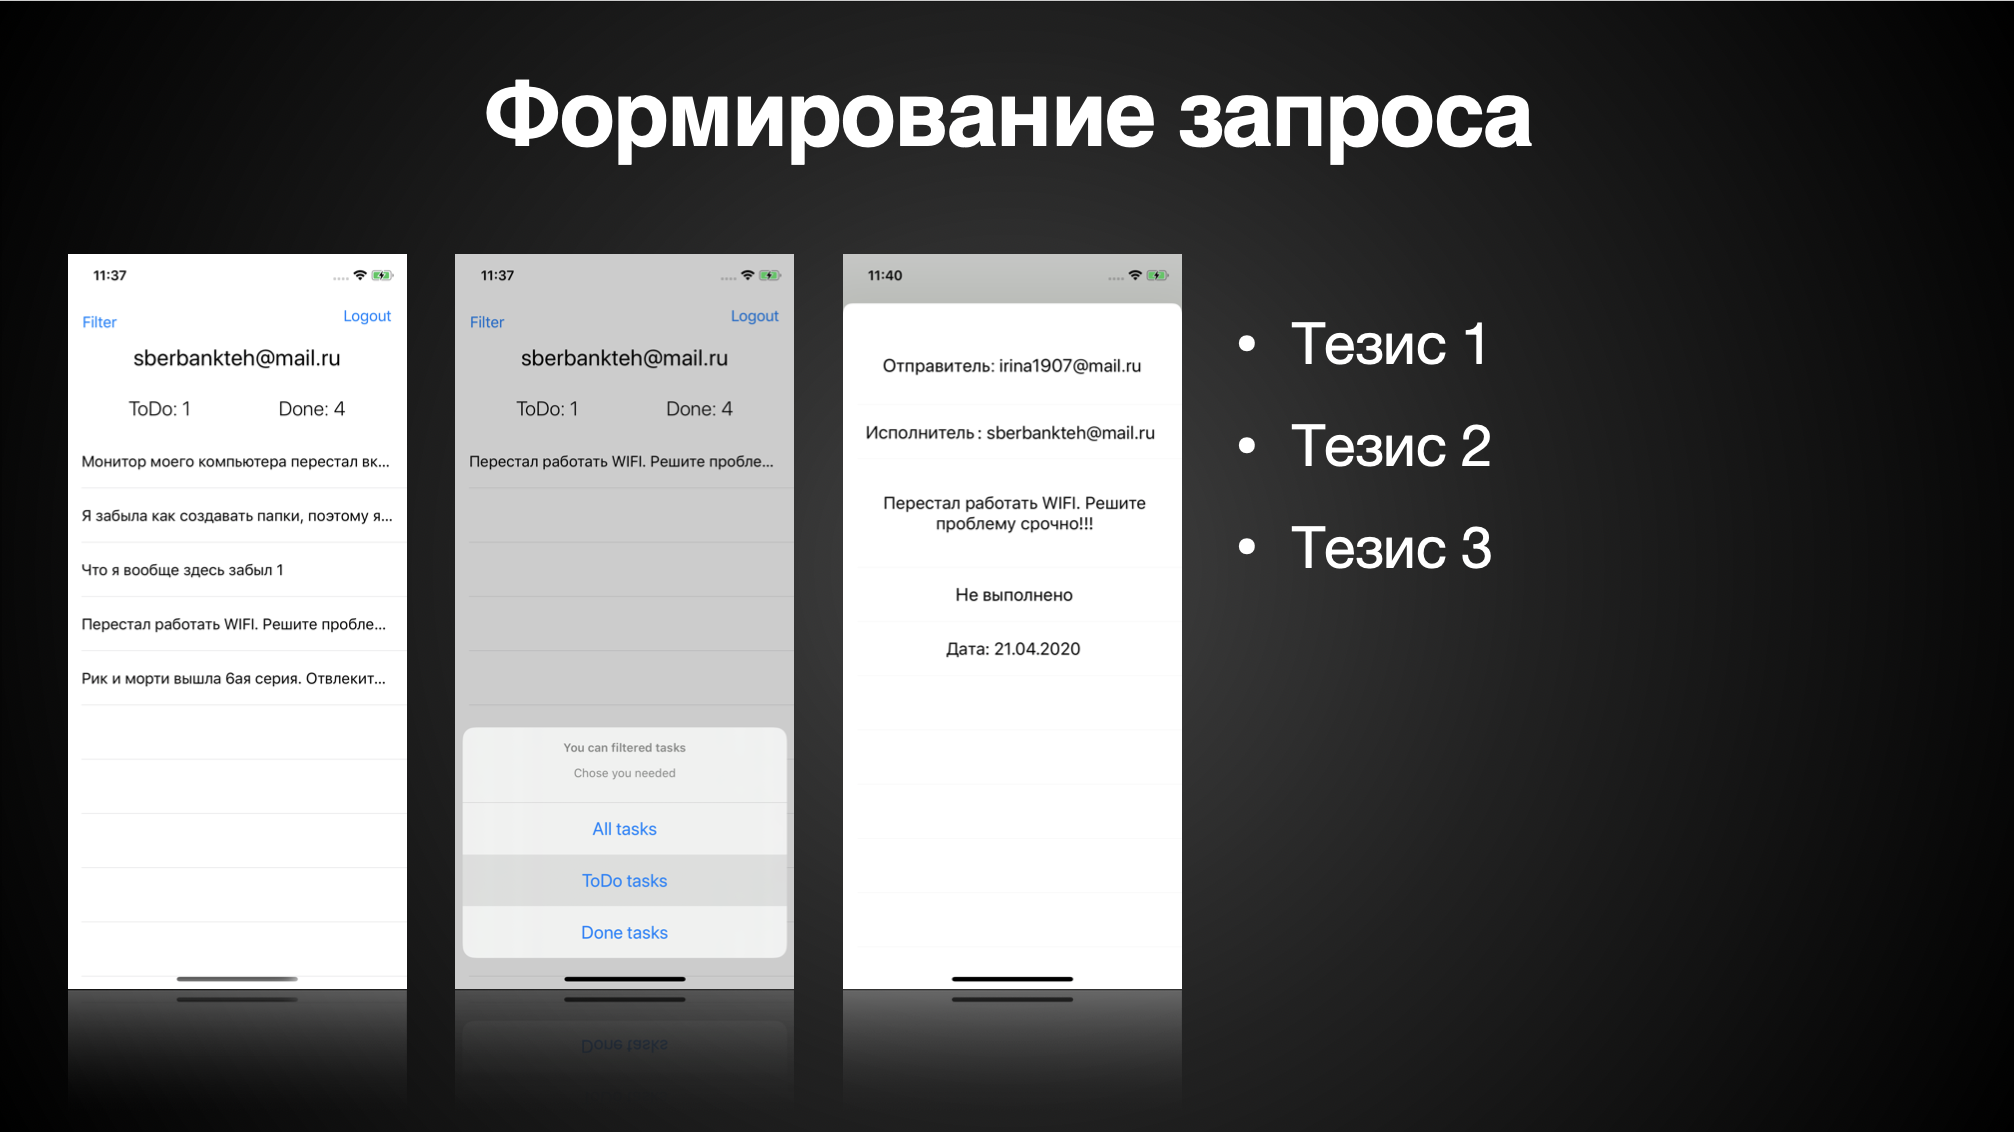 Формирование запроса
11:37
Filter
Logout
sberbankteh@mail.ru
ToDo: 1
Done: 4
Монитор моего компьютера перестал вк...
Я забыла как создавать папки, поэтому я...
Что я вообще здесь забыл 1
Перестал работать WIFI. Решите пробле...
Рик и морти вышла 6ая серия. Отвлекит...
11:37
Filter
Logout
sberbankteh@mail.ru
ToDo: 1
Done: 4
Перестал работать WIFI. Решите пробле...
You can filtered tasks
Chose you needed
All tasks
ToDo tasks
Done tasks
11:40
Отправитель: irina1907@mail.ru
Исполнитель : sberbankteh@mail.ru
Перестал работать WIFI. Решите
проблему срочно!!!
Не выполнено
Дата: 21.04.2020
• Тезис 1
• Тезис 2
• Тезис 3